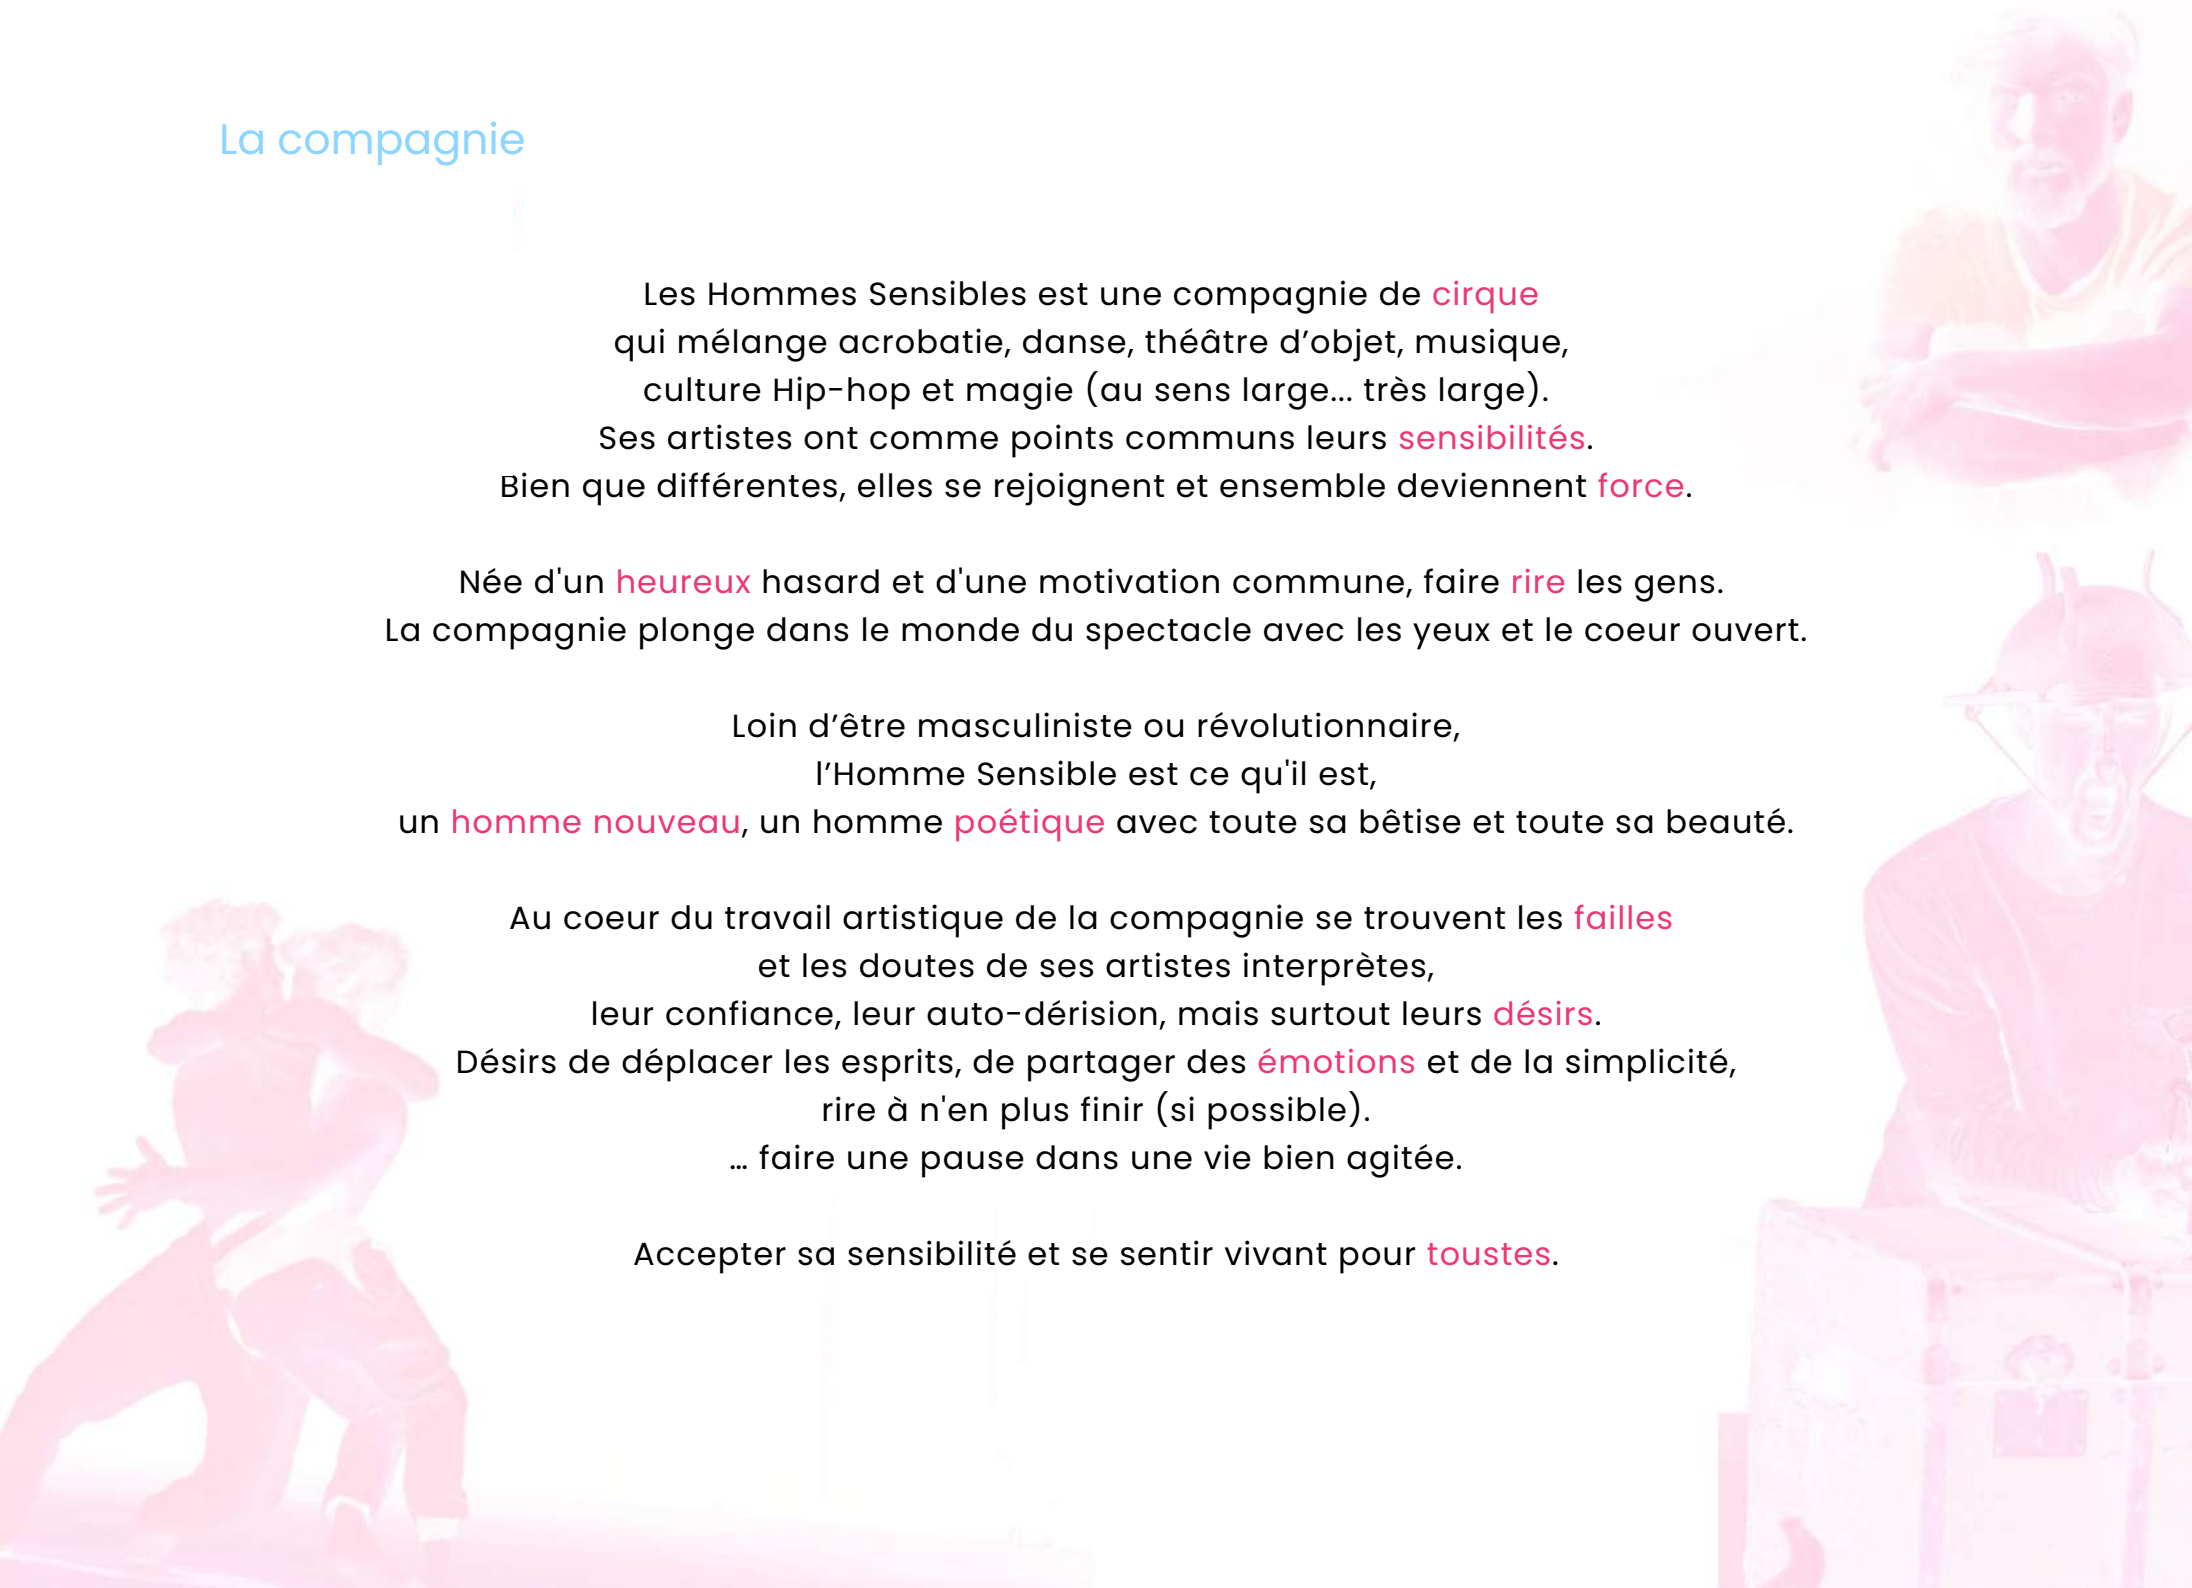 La compagnie
Les Hommes Sensibles est une compagnie de cirque
qui mélange acrobatie, danse, théâtre d’objet, musique,
culture Hip-hop et magie (au sens large... très large).
Ses artistes ont comme points communs leurs sensibilités.
Bien que différentes, elles se rejoignent et ensemble deviennent force.
Née d'un heureux hasard et d'une motivation commune, faire rire les gens.
La compagnie plonge dans le monde du spectacle avec les yeux et le coeur ouvert.
Loin d’être masculiniste ou révolutionnaire,
l’Homme Sensible est ce qu'il est,
un homme nouveau, un homme poétique avec toute sa bêtise et toute sa beauté.
Au coeur du travail artistique de la compagnie se trouvent les failles
et les doutes de ses artistes interprètes,
leur confiance, leur auto-dérision, mais surtout leurs désirs.
Désirs de déplacer les esprits, de partager des émotions et de la simplicité,
rire à n'en plus finir (si possible).
... faire une pause dans une vie bien agitée.
Accepter sa sensibilité et se sentir vivant pour toustes.